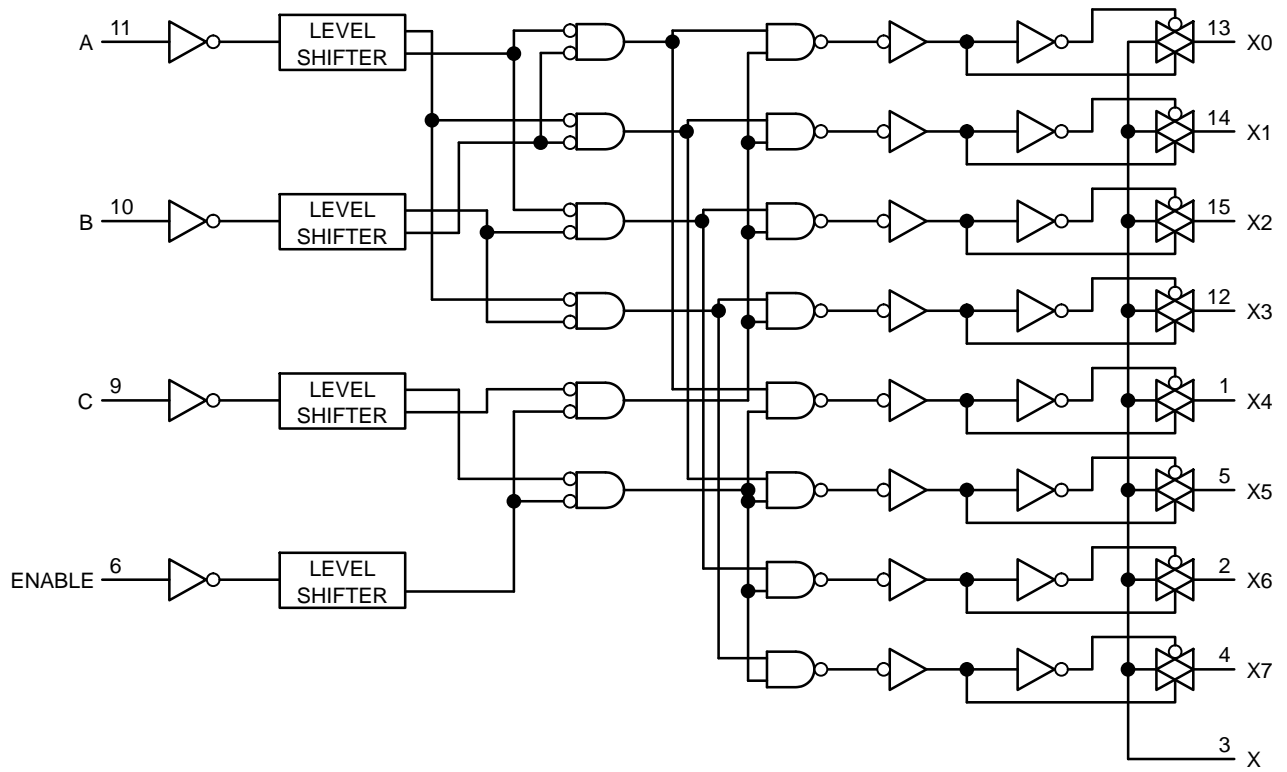 A 11 LEVEL
SHIFTER 13 X0
14 X1
B 10 LEVEL
SHIFTER 15 X2
12 X3
C 9 LEVEL
SHIFTER 1 X4
5 X5
ENABLE 6 LEVEL
SHIFTER 2 X6
4 X7
3 X